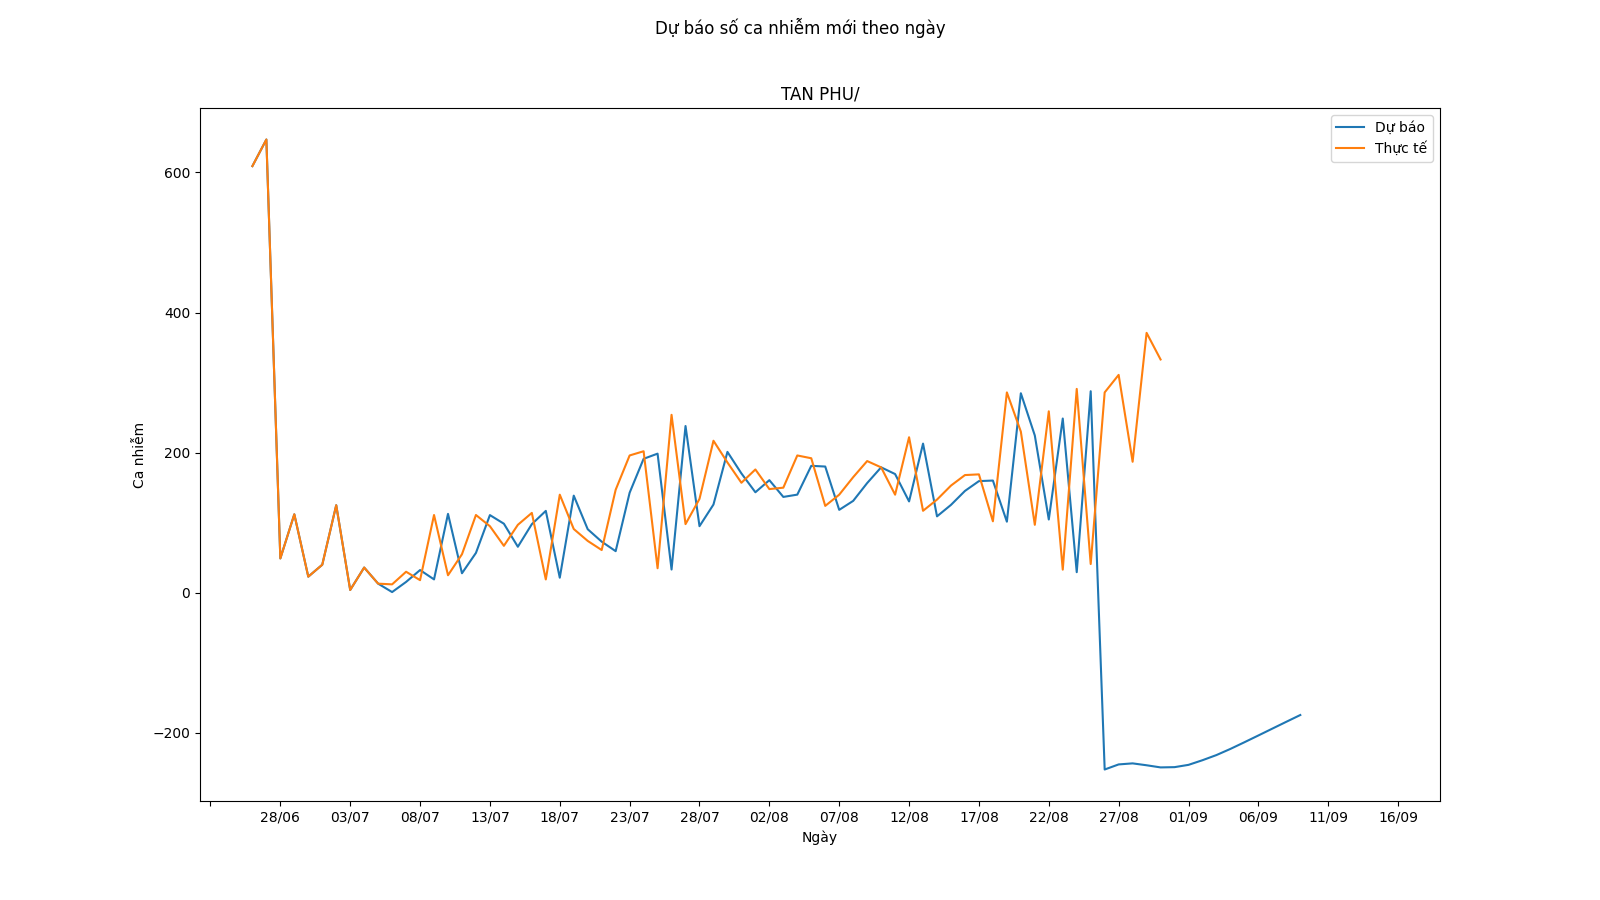 Dự báo số ca nhiễm mới theo ngày
TAN PHU/
Dự báo
Thực tế
Ca nhiễm
600
400
200
0
−200
28/06 03/07 08/07 13/07 18/07 23/07 28/07 02/08 07/08 12/08 17/08 22/08 27/08 01/09 06/09 11/09 16/09
Ngày